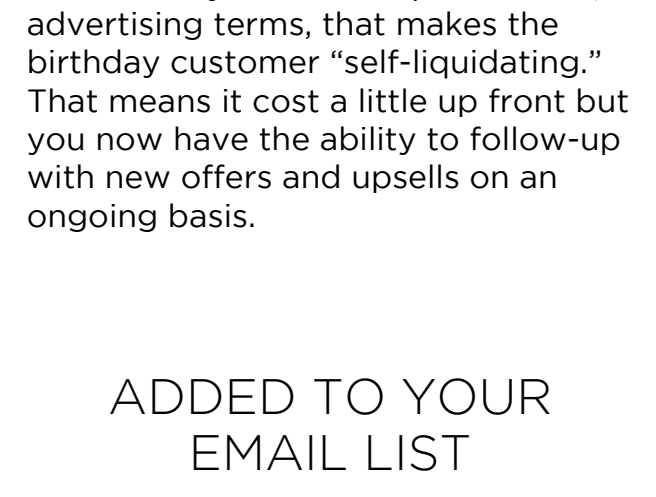 advertising terms, that makes the
birthday customer “self-liquidating.”
That means it cost a little up front but
you now have the ability to follow-up
with new offers and upsells on an
ongoing basis.
ADDED TO YOUR
EMAIL LIST